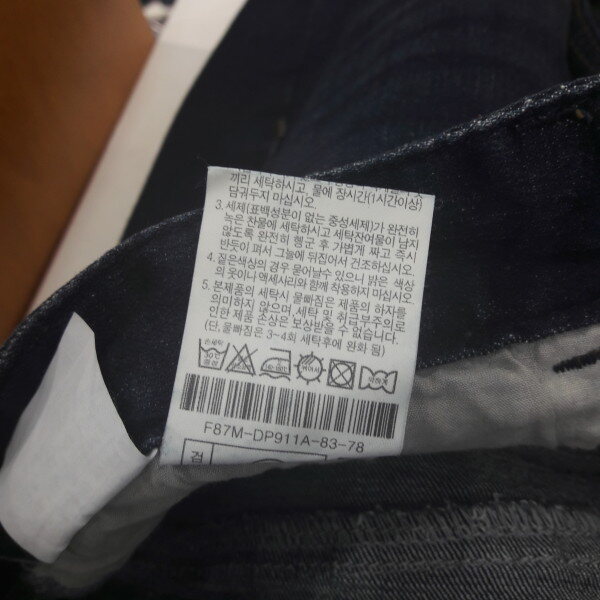 끼리 세탁하시고, 물에 장시간(1시간이상)
담궈두지 마십시오.
3. 세제(표백성분이 없는 중성세제)가 완전히
녹은 찬물에 세탁하시고 세탁잔여물이 남지
않도록 완전히 헹군 후 가볍게 짜고 즉시
반듯이 펴서 그늘에 뒤집어서 건조하십시오.
4. 짙은색상의 경우 묻어날수 있으니 밝은 색상
의 옷이나 액세서리와 함께 착용하지 마십시오.
5. 본제품의 세탁시 물빠짐은 제품의 하자를
의미하지 않으며, 세탁 및 취급부주의로
인한 제품 손상은 보상받을 수 없습니다.
(단, 물빠짐은 3~4회 세탁후에 완화 됨)
손세탁
30℃
중성
F87M-DP911A-83-78
검